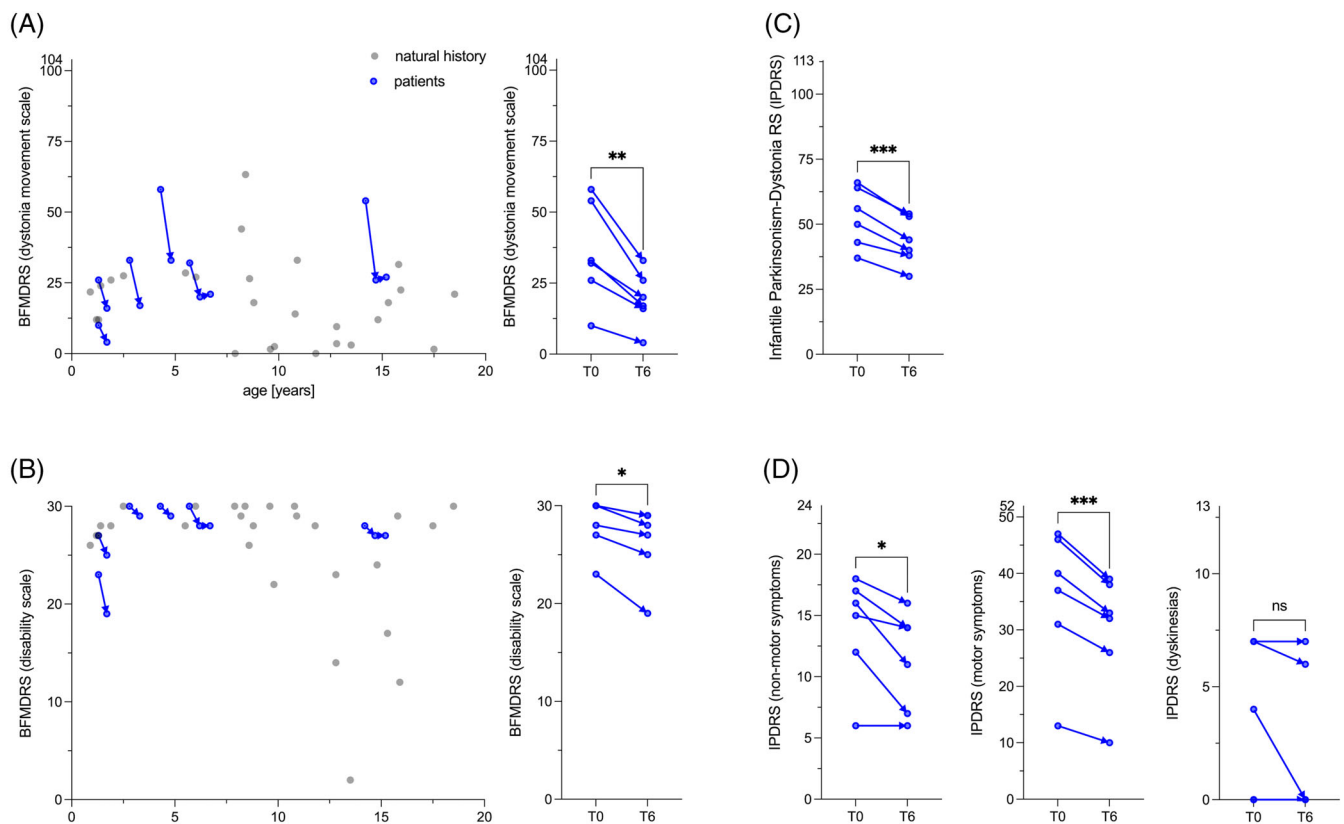 (A)
BFMDRS (dystonia movement scale)
104
100
75
50
25
0
0
5
10
15
20
age [years]
natural history
patients
BFMDRS (dystonia movement scale)
104
100
75
50
25
0
**
T0
T6
(C)
Infantile Parkinsonism-Dystonia RS (IPDRS)
113
100
75
50
25
0
***
T0
T6
(B)
BFMDRS (disability scale)
30
20
10
0
0
5
10
15
20
BFMDRS (disability scale)
30
20
10
0
*
T0
T6
(D)
IPDRS (non-motor symptoms)
24
20
15
10
5
0
*
T0
T6
IPDRS (motor symptoms)
52
50
40
30
20
10
0
***
T0
T6
IPDRS (dyskinesias)
13
10
5
0
ns
T0
T6